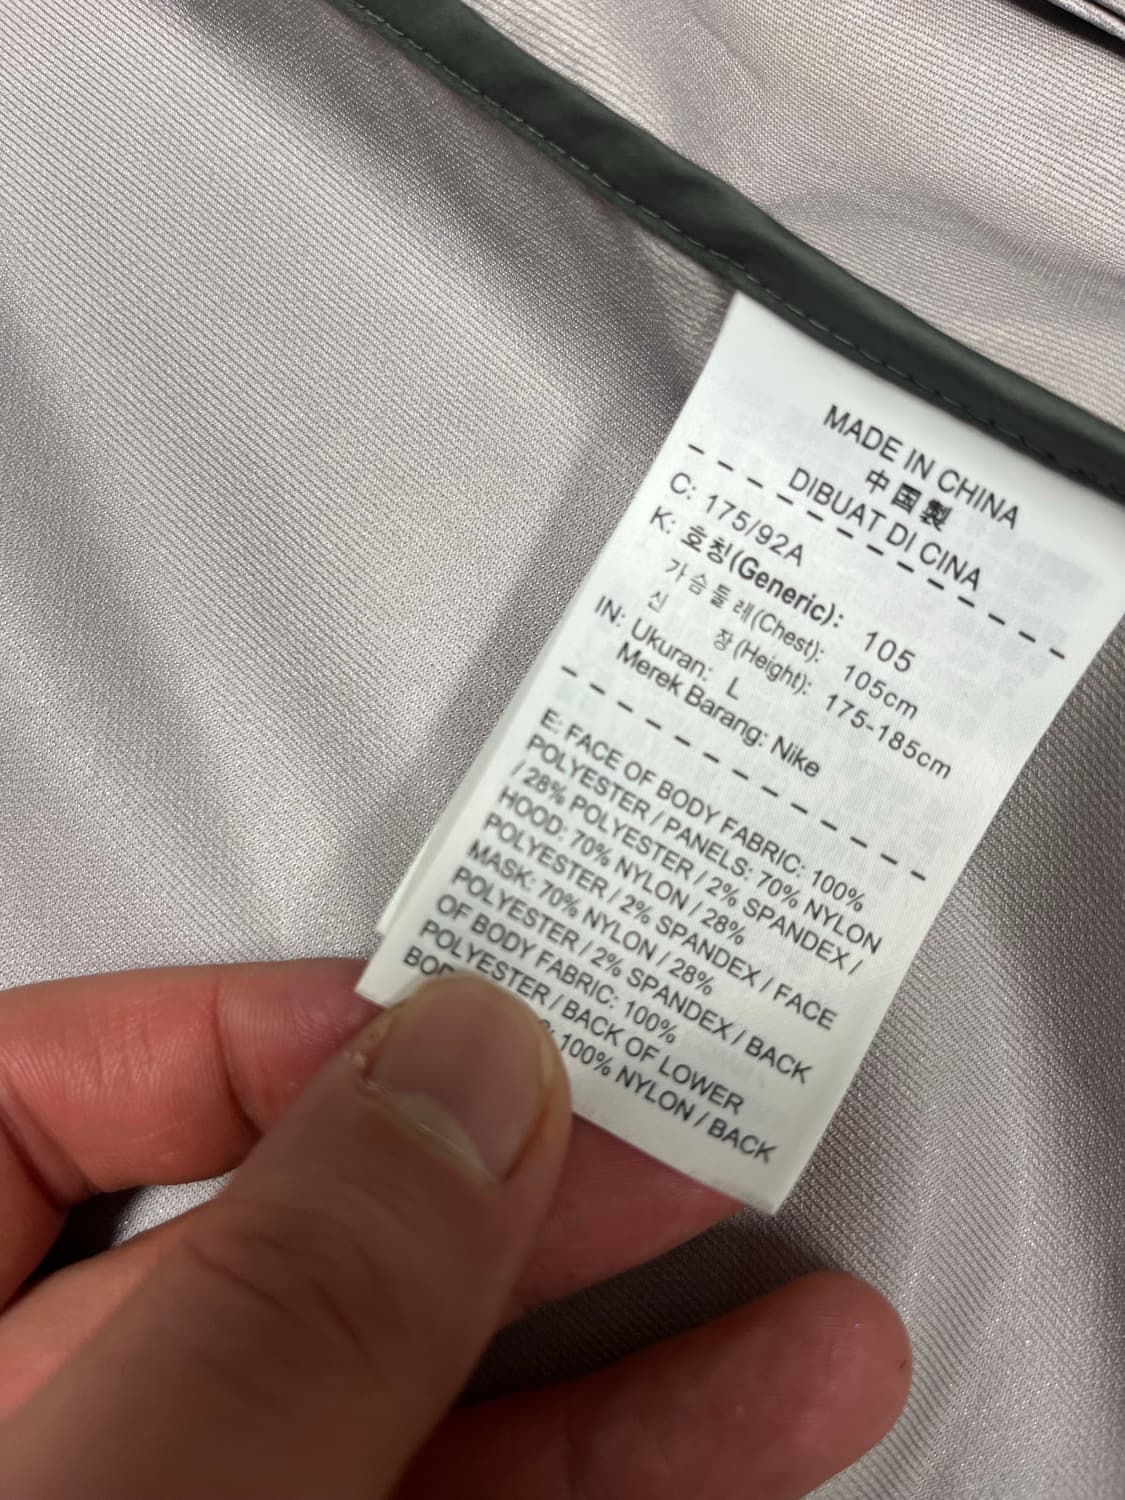 MADE IN CHINA
中国製
DIBUAT DI CINA
C: 175/92A
K: 호칭(Generic): 105
가슴둘레(Chest): 105cm
신 장(Height): 175-185cm
IN: Ukuran: L
Merek Barang: Nike
E: FACE OF BODY FABRIC: 100%
POLYESTER / PANELS: 70% NYLON
/ 28% POLYESTER / 2% SPANDEX /
HOOD: 70% NYLON / 28%
POLYESTER / 2% SPANDEX / FACE
MASK: 70% NYLON / 28%
POLYESTER / 2% SPANDEX / BACK
OF BODY FABRIC: 100%
POLYESTER / BACK OF LOWER
100% NYLON / BACK